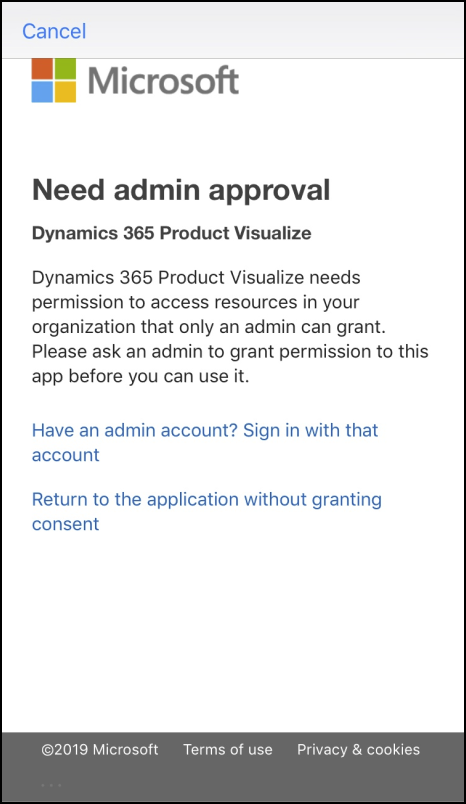 Cancel
Microsoft
Need admin approval
Dynamics 365 Product Visualize
Dynamics 365 Product Visualize needs
permission to access resources in your
organization that only an admin can grant.
Please ask an admin to grant permission to this
app before you can use it.
Have an admin account? Sign in with that
account
Return to the application without granting
consent
©2019 Microsoft Terms of use Privacy & cookies
...